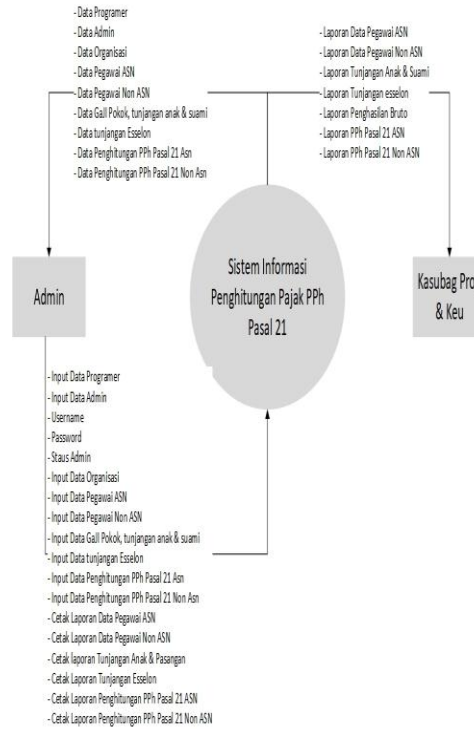 - Data Programer
- Data Admin
- Data Organisasi
- Data Pegawai ASN
- Data Pegawai Non ASN
- Data Gaji Pokok, tunjangan anak & suami
- Data tunjangan Esselon
- Data Penghitungan PPh Pasal 21 Asn
- Data Penghitungan PPh Pasal 21 Non Asn
- Laporan Data Pegawai ASN
- Laporan Data Pegawai Non ASN
- Laporan Tunjangan Anak & Suami
- Laporan Tunjangan esselon
- Laporan Penghasilan Bruto
- Laporan PPh Pasal 21 ASN
- Laporan PPh Pasal 21 Non ASN
Admin
Sistem Informasi
Penghitungan Pajak PPh
Pasal 21
Kasubag Pro
& Keu
- Input Data Programer
- Input Data Admin
- Username
- Password
- Staus Admin
- Input Data Organisasi
- Input Data Pegawai ASN
- Input Data Pegawai Non ASN
- Input Data Gaji Pokok, tunjangan anak & suami
- Input Data tunjangan Esselon
- Input Data Penghitungan PPh Pasal 21 Asn
- Input Data Penghitungan PPh Pasal 21 Non Asn
- Cetak Laporan Data Pegawai ASN
- Cetak Laporan Data Pegawai Non ASN
- Cetak laporan Tunjangan Anak & Pasangan
- Cetak Laporan Tunjangan Esselon
- Cetak Laporan Penghitungan PPh Pasal 21 ASN
- Cetak Laporan Penghitungan PPh Pasal 21 Non ASN